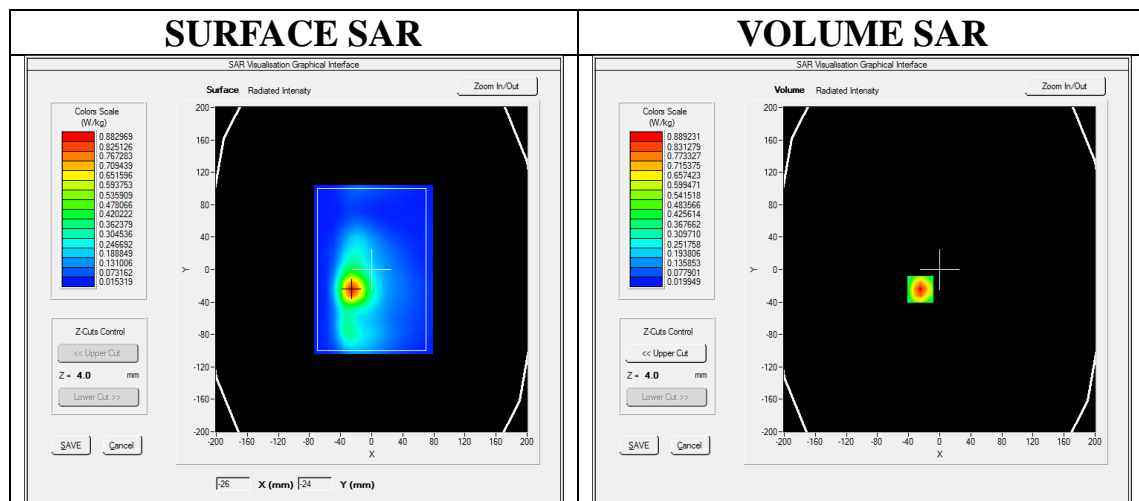 SURFACE SAR
SAR Visualisation Graphical Interface
Surface Radiated Intensity
Zoom In/Out
Colors Scale
(W/kg)
0.882969
0.825126
0.767283
0.709439
0.651596
0.593753
0.535909
0.478066
0.420222
0.362379
0.304536
0.246692
0.188849
0.131006
0.073162
0.015319
200
160
120
80
40
0
-40
-80
-120
-160
-200
Y
-200 -160 -120 -80 -40 0 40 80 120 160 200
X
Z-Cuts Control
<< Upper Cut
Z = 4.0 mm
Lower Cut >>
SAVE Cancel
-26 X (mm) -24 Y (mm)
VOLUME SAR
SAR Visualisation Graphical Interface
Volume Radiated Intensity
Zoom In/Out
Colors Scale
(W/kg)
0.889231
0.831279
0.773327
0.715375
0.657423
0.599471
0.541518
0.483566
0.425614
0.367662
0.309710
0.251758
0.193806
0.135853
0.077901
0.019949
200
160
120
80
40
0
-40
-80
-120
-160
-200
Y
-200 -160 -120 -80 -40 0 40 80 120 160 200
X
Z-Cuts Control
<< Upper Cut
Z = 4.0 mm
Lower Cut >>
SAVE Cancel